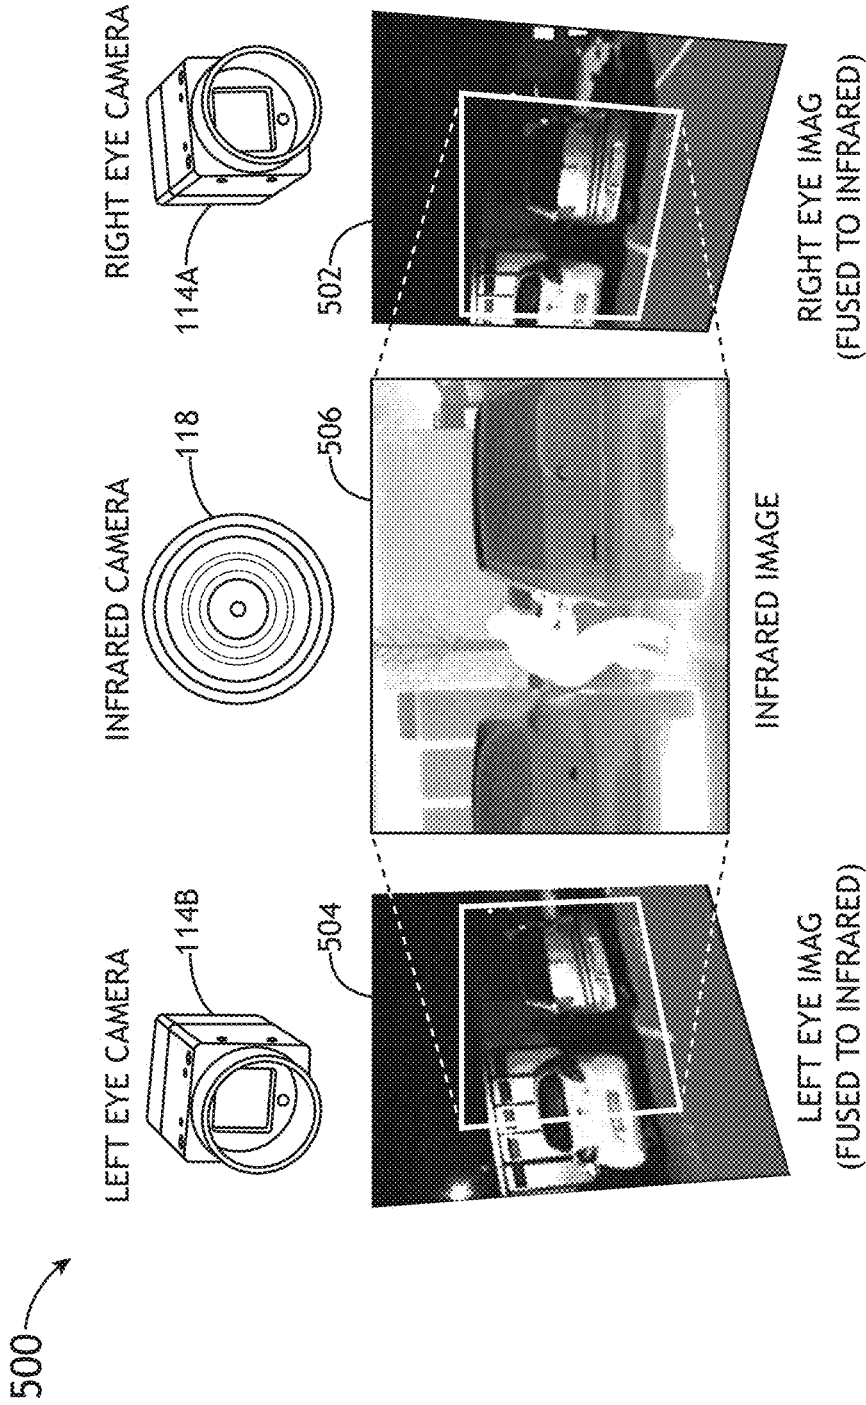 500
LEFT EYE CAMERA
INFRARED CAMERA
RIGHT EYE CAMERA
114B
118
114A
504
506
502
LEFT EYE IMAG
(FUSED TO INFRARED)
INFRARED IMAGE
RIGHT EYE IMAG
(FUSED TO INFRARED)